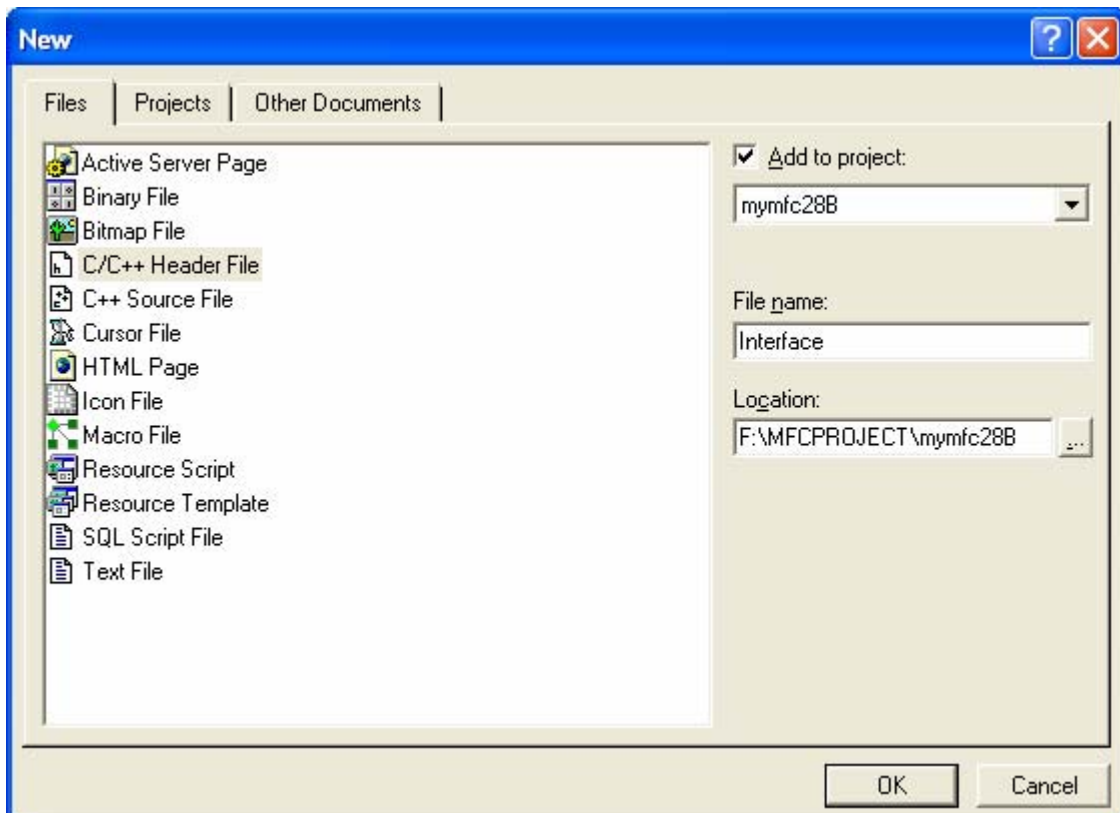 New
Files
Projects
Other Documents
Active Server Page
Binary File
Bitmap File
C/C++ Header File
C++ Source File
Cursor File
HTML Page
Icon File
Macro File
Resource Script
Resource Template
SQL Script File
Text File
Add to project:
mymfc28B
File name:
Interface
Location:
F:\MFCPROJECT\mymfc28B
...
OK
Cancel